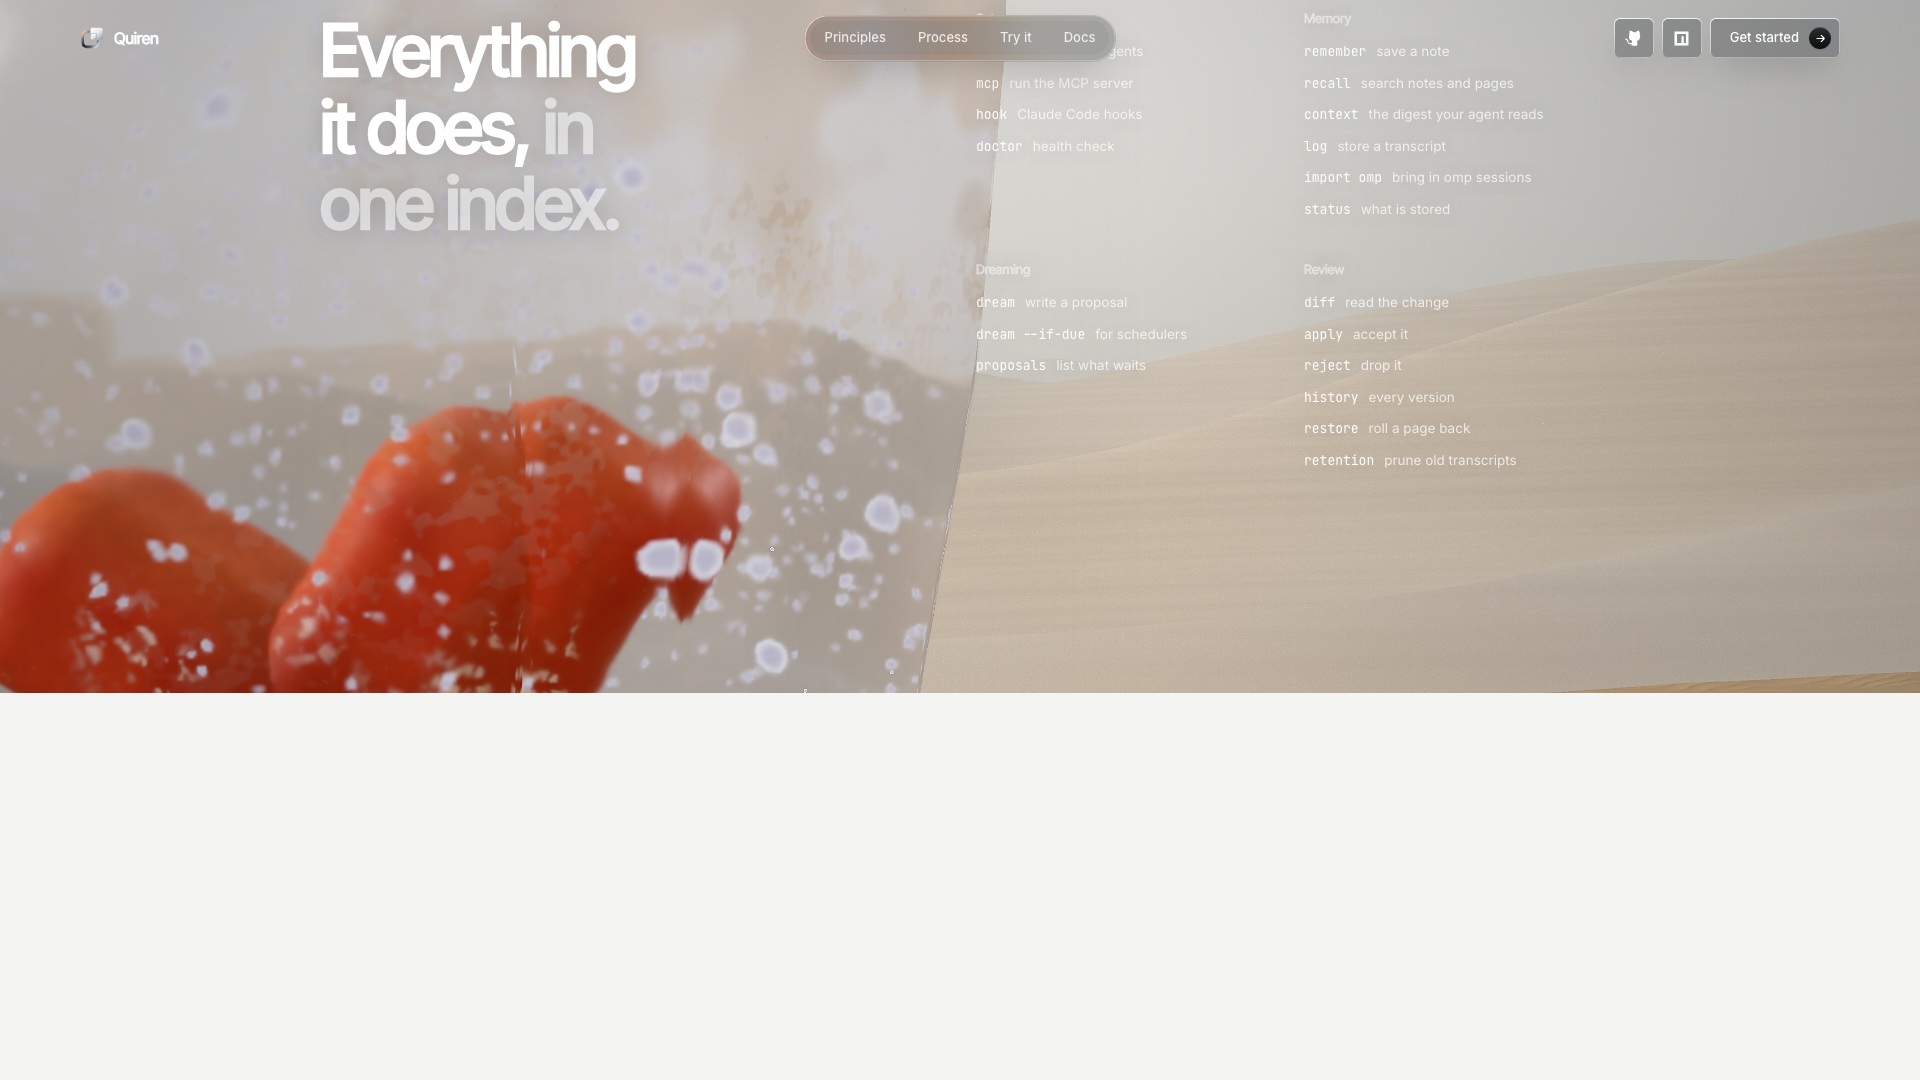 Quiren
Principles
Process
Try it
Docs
Get started
Everything
it does, in
one index.
mcp run the MCP server
hook Claude Code hooks
doctor health check
Memory
remember save a note
recall search notes and pages
context the digest your agent reads
log store a transcript
import omp bring in omp sessions
status what is stored
Dreaming
dream write a proposal
dream --if-due for schedulers
proposals list what waits
Review
diff read the change
apply accept it
reject drop it
history every version
restore roll a page back
retention prune old transcripts